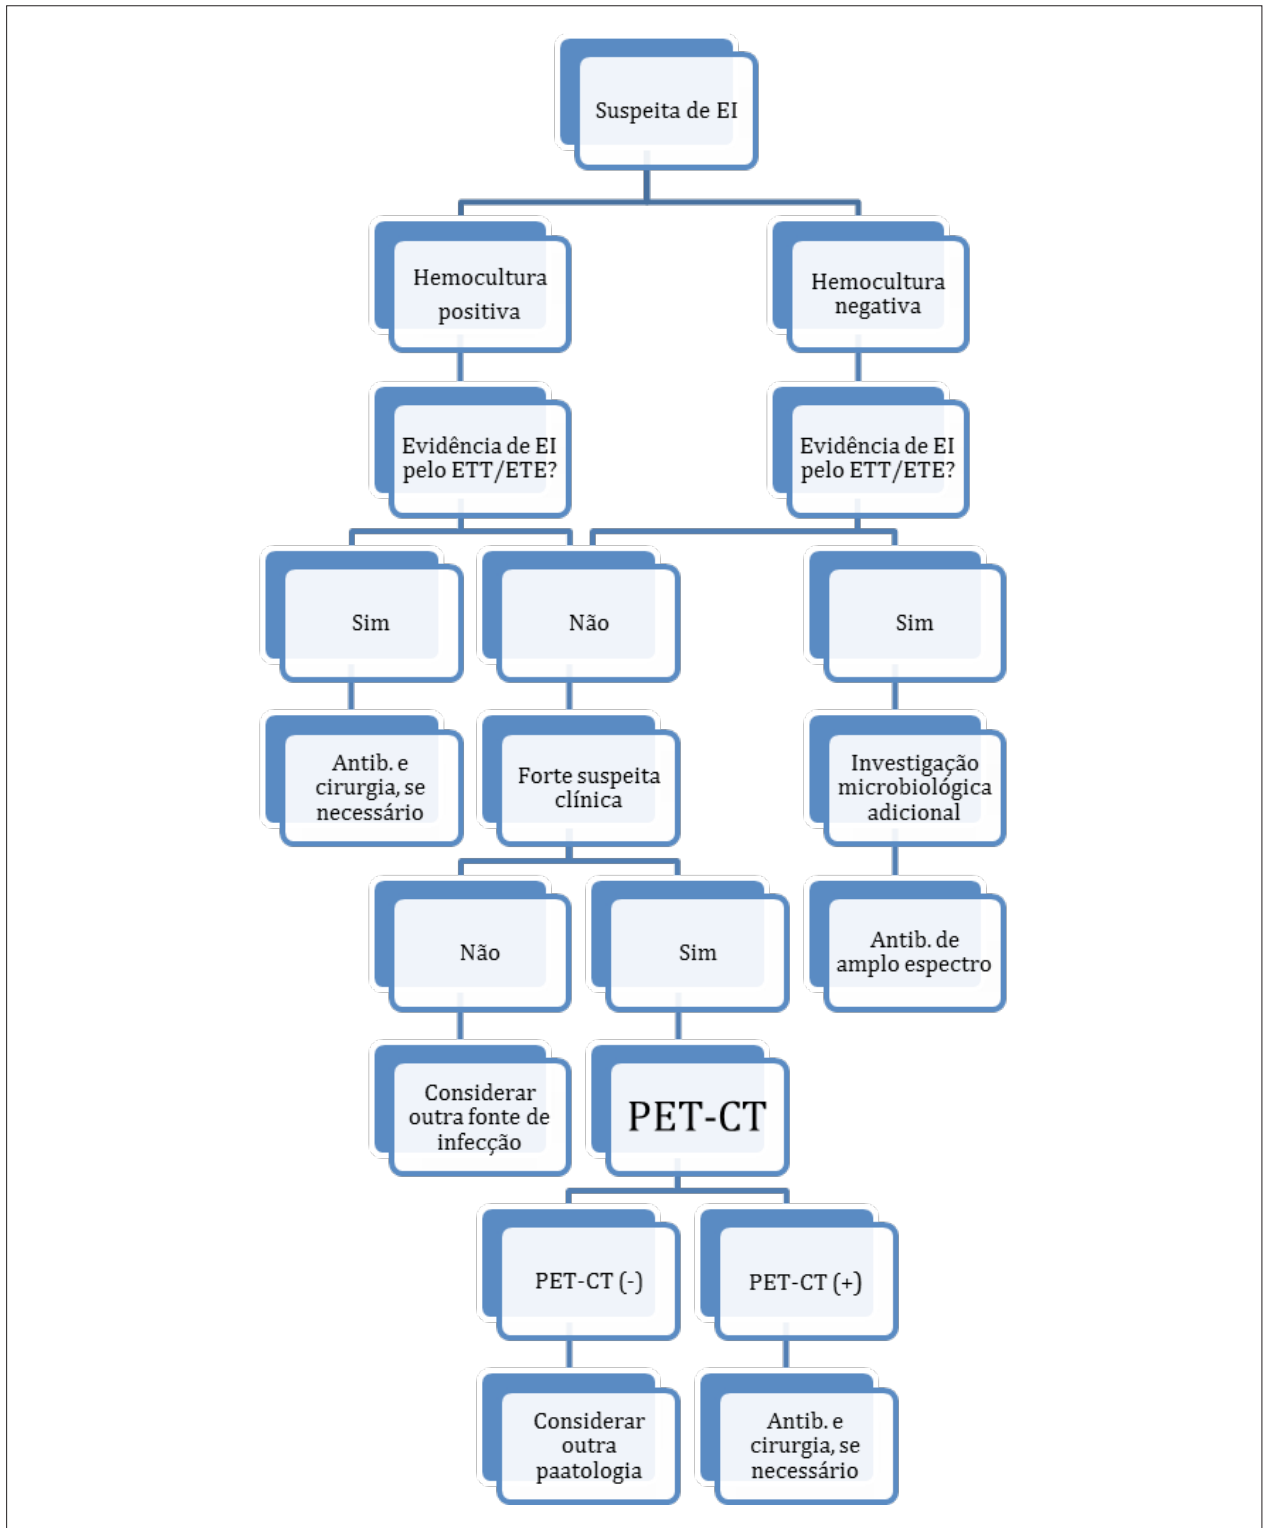 Suspeita de EI
Hemocultura
positiva
Hemocultura
negativa
Evidência de EI
pelo ETT/ETE?
Evidência de EI
pelo ETT/ETE?
Sim
Não
Sim
Antib. e
cirurgia, se
necessário
Forte suspeita
clínica
Investigação
microbiológica
adicional
Não
Sim
Antib. de
amplo espectro
Considerar
outra fonte de
infecção
PET-CT
PET-CT (-)
PET-CT (+)
Considerar
outra
paatologia
Antib. e
cirurgia, se
necessário